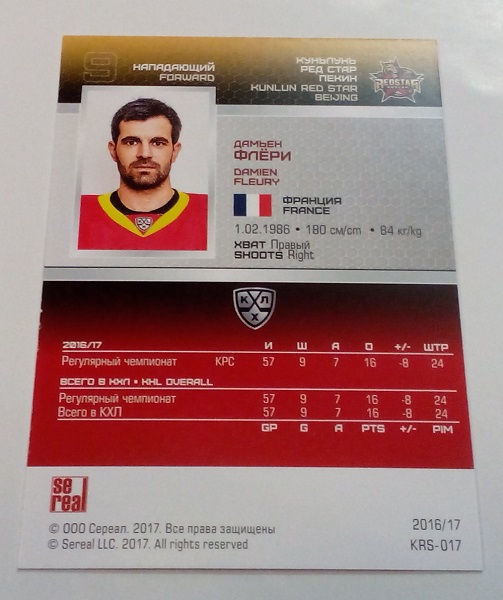 9
НАПАДАЮЩИЙ
FORWARD
КУНЬЛУНЬ
РЕД СТАР
ПЕКИН
KUNLUN RED STAR
BEIJING
REDSTAR
ДАМЬЕН
ФЛЁРИ
DAMIEN
FLEURY
ФРАНЦИЯ
FRANCE
1.02.1986 • 180 см/cm • 84 кг/kg
ХВАТ Правый
SHOOTS Right
КХЛ
2016/17 И Ш А О +/- ШТР
Регулярный чемпионат КРС 57 9 7 16 -8 24
ВСЕГО В КХЛ • KHL OVERALL
Регулярный чемпионат 57 9 7 16 -8 24
Всего в КХЛ 57 9 7 16 -8 24
GP G A PTS +/- PIM
se
real
© ООО Сереал. 2017. Все права защищены
© Sereal LLC. 2017. All rights reserved
2016/17
KRS-017